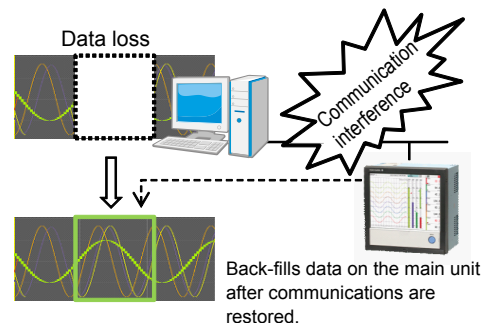 Data loss
Communication
interference
Back-fills data on the main unit
after communications are
restored.